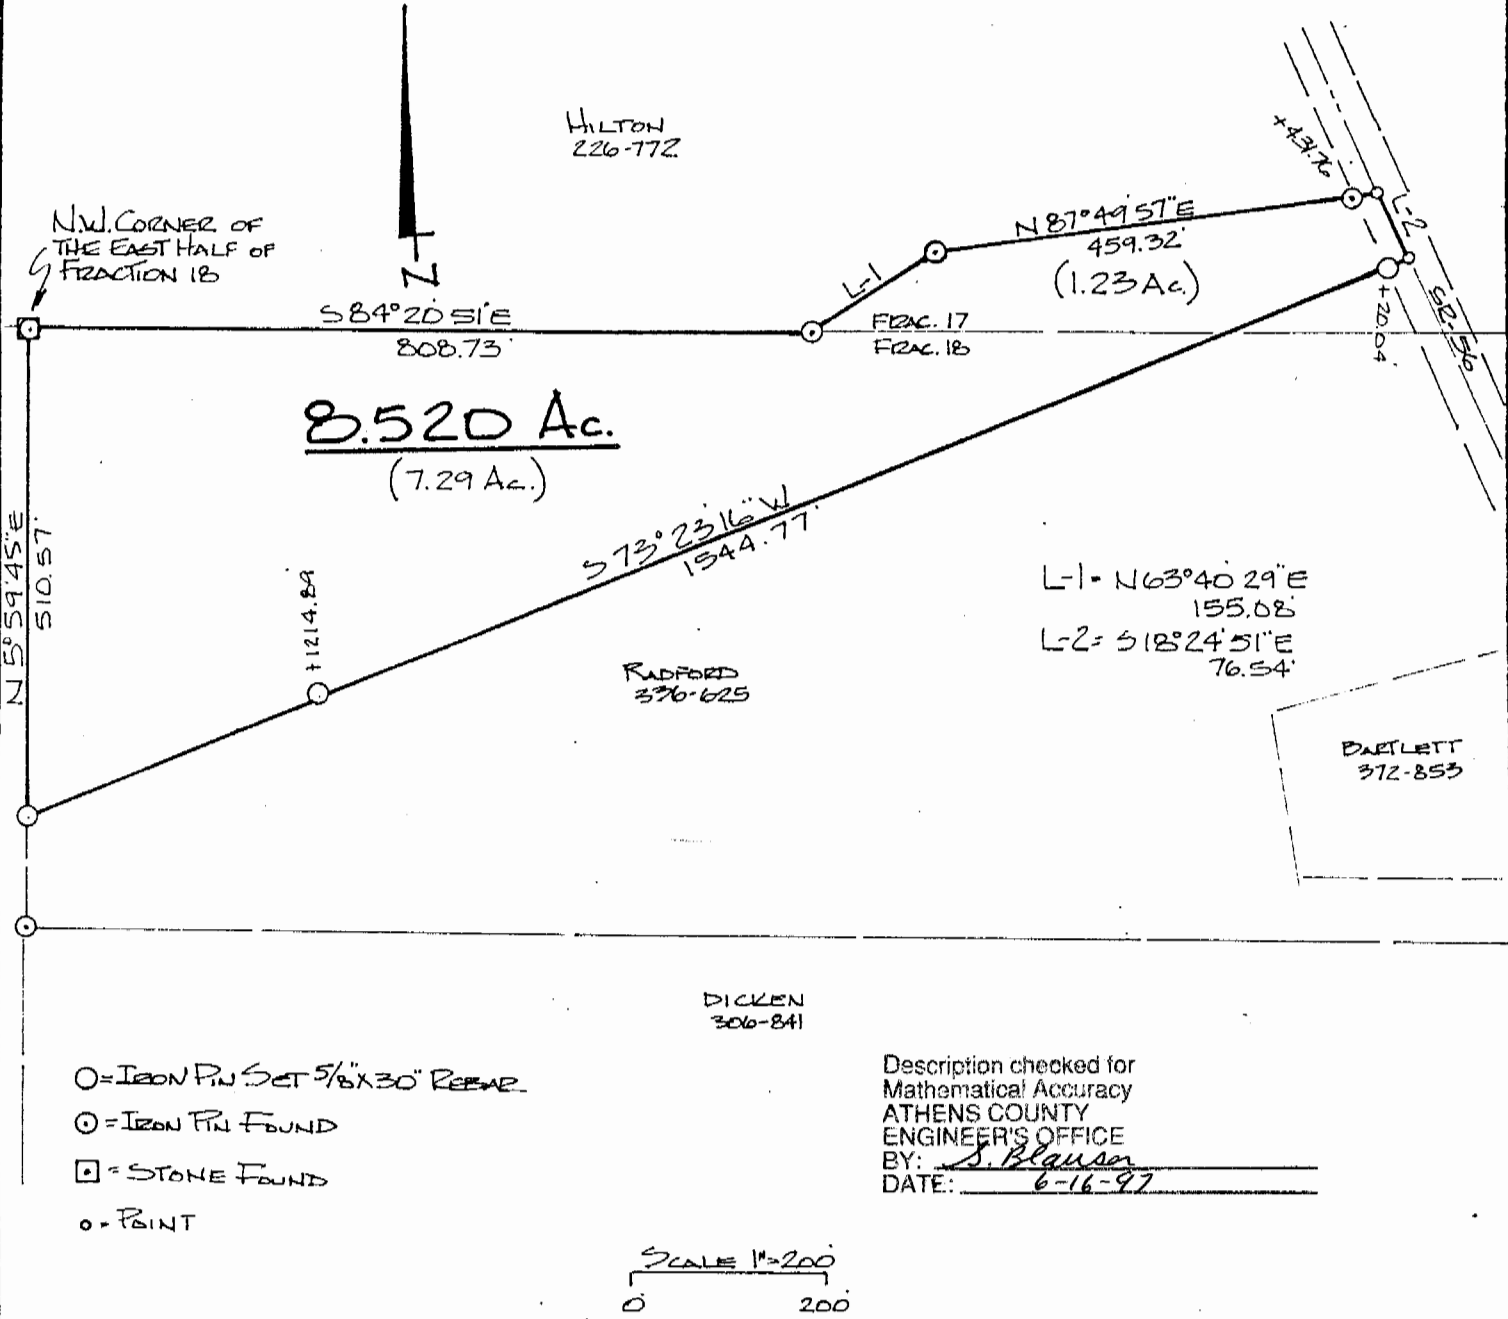 HILTON
226-772
+431.76
N.W. CORNER OF
THE EAST HALF OF
FRACTION 18
N
N 87°49'57"E
459.32'
(1.23 Ac.)
L-1
L-2
S 84°20'51"E
808.73'
FRAC. 17
FRAC. 18
+20.04'
SR-56
8.520 Ac.
(7.29 Ac.)
N 5°59'45"E
510.57'
S 73°23'16"W
1544.77'
+1214.89
L-1= N63°40'29"E
155.08'
L-2= S18°24'51"E
76.54'
RADFORD
336-625
BARTLETT
372-853
DICKEN
306-841
O=IRON PIN SET 5/8"X30" REBAR
⊙=IRON PIN FOUND
⊡=STONE FOUND
o=POINT
Description checked for
Mathematical Accuracy
ATHENS COUNTY
ENGINEER'S OFFICE
BY: S. Blauser
DATE: 6-16-97
SCALE 1"=200'
0' 200'